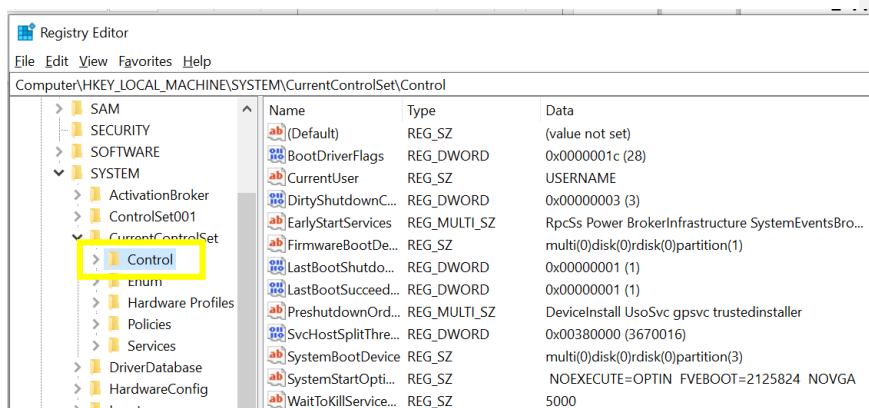 Registry Editor
File Edit View Favorites Help
Computer\HKEY_LOCAL_MACHINE\SYSTEM\CurrentControlSet\Control
SAM
SECURITY
SOFTWARE
SYSTEM
ActivationBroker
ControlSet001
CurrentControlSet
Control
Enum
Hardware Profiles
Policies
Services
DriverDatabase
HardwareConfig
Name Type Data
(Default) REG_SZ (value not set)
BootDriverFlags REG_DWORD 0x0000001c (28)
CurrentUser REG_SZ USERNAME
DirtyShutdownC... REG_DWORD 0x00000003 (3)
EarlyStartServices REG_MULTI_SZ RpcSs Power BrokerInfrastructure SystemEventsBro...
FirmwareBootDe... REG_SZ multi(0)disk(0)rdisk(0)partition(1)
LastBootShutdo... REG_DWORD 0x00000001 (1)
LastBootSucceed... REG_DWORD 0x00000001 (1)
PreshutdownOrd... REG_MULTI_SZ DeviceInstall UsoSvc gpsvc trustedinstaller
SvcHostSplitThre... REG_DWORD 0x00380000 (3670016)
SystemBootDevice REG_SZ multi(0)disk(0)rdisk(0)partition(3)
SystemStartOpti... REG_SZ NOEXECUTE=OPTIN FVEBOOT=2125824 NOVGA
WaitToKillService... REG_SZ 5000